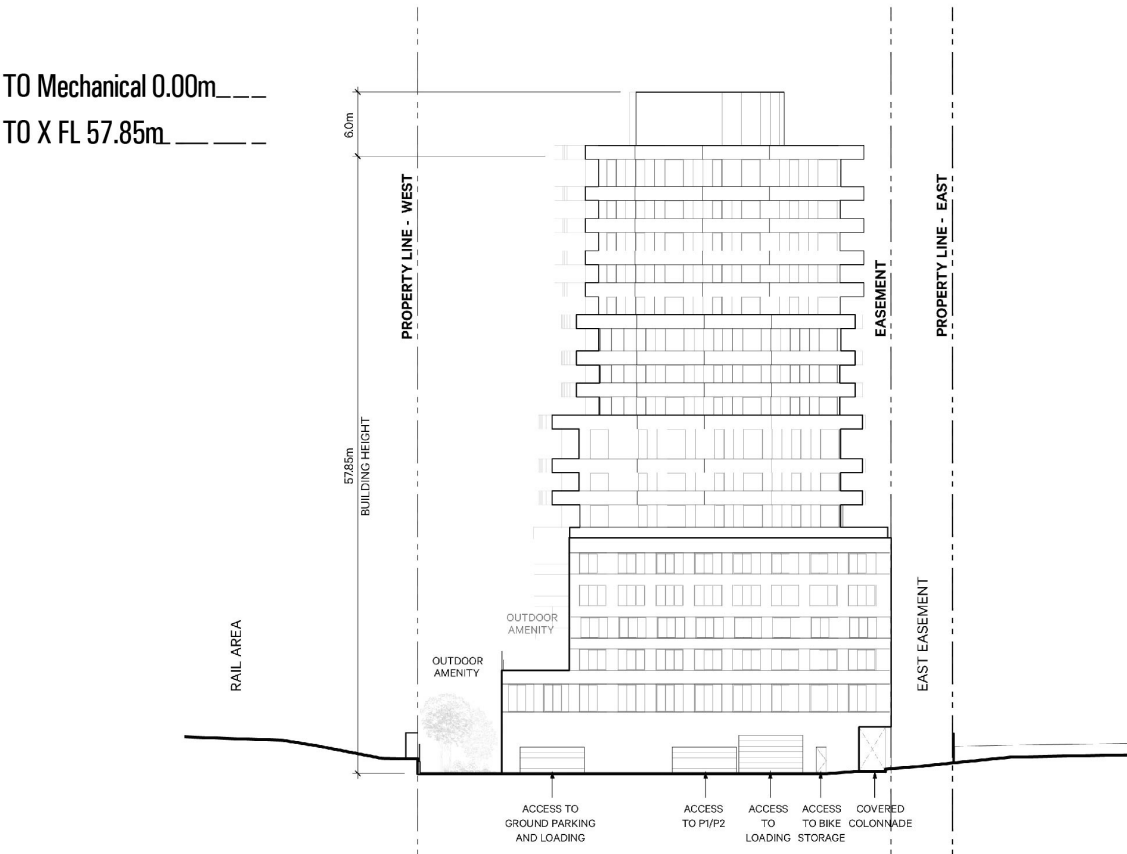 TO Mechanical 0.00m
TO X FL 57.85m
6.0m
PROPERTY LINE - WEST
PROPERTY LINE - EAST
EASEMENT
57.85m
BUILDING HEIGHT
RAIL AREA
OUTDOOR
AMENITY
OUTDOOR
AMENITY
EAST EASEMENT
ACCESS TO
GROUND PARKING
AND LOADING
ACCESS
TO P1/P2
ACCESS
TO
LOADING
ACCESS
TO BIKE
STORAGE
COVERED
COLONNADE